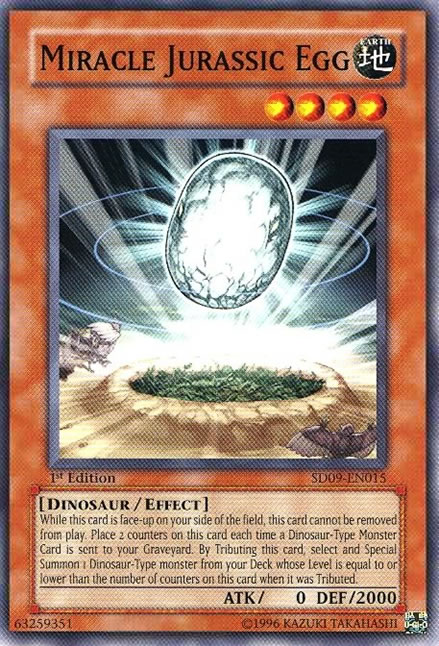 MIRACLE JURASSIC EGG
EARTH
地
1st Edition
SD09-EN015
[DINOSAUR / EFFECT]
While this card is face-up on your side of the field, this card cannot be removed
from play. Place 2 counters on this card each time a Dinosaur-Type Monster
Card is sent to your Graveyard. By Tributing this card, select and Special
Summon 1 Dinosaur-Type monster from your Deck whose Level is equal to or
lower than the number of counters on this card when it was Tributed.
ATK/ 0 DEF/2000
63259351
©1996 KAZUKI TAKAHASHI